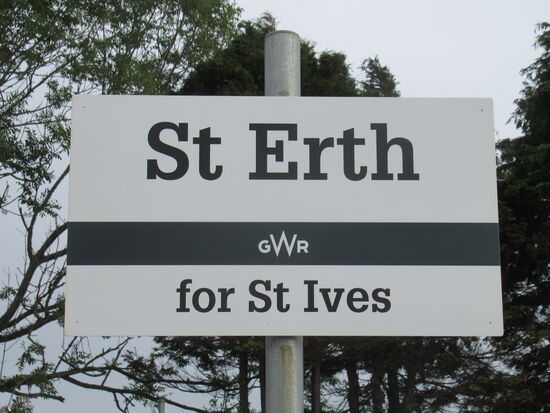 St Erth
GWR
for St Ives